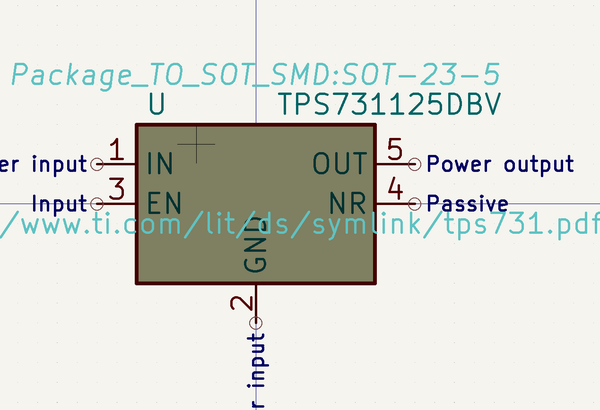 Package_TO_SOT_SMD:SOT-23-5
U TPS731125DBV
er input 1 IN OUT 5 Power output
Input 3 EN NR 4 Passive
/www.ti.com/lit/ds/symlink/tps731.pdf
GND
2
r input